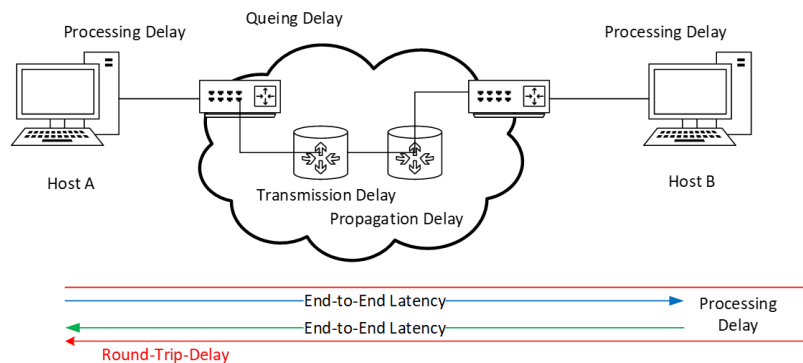 Queing Delay
Processing Delay
Processing Delay
Host A
Host B
Transmission Delay
Propagation Delay
End-to-End Latency
End-to-End Latency
Processing
Delay
Round-Trip-Delay